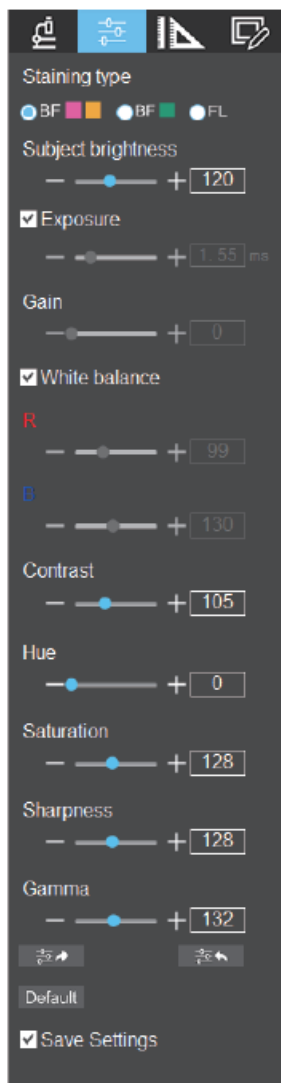 Staining type
BF BF FL
Subject brightness
120
Exposure
1.55 ms
Gain
0
White balance
R
99
B
130
Contrast
105
Hue
0
Saturation
128
Sharpness
128
Gamma
132
Default
Save Settings